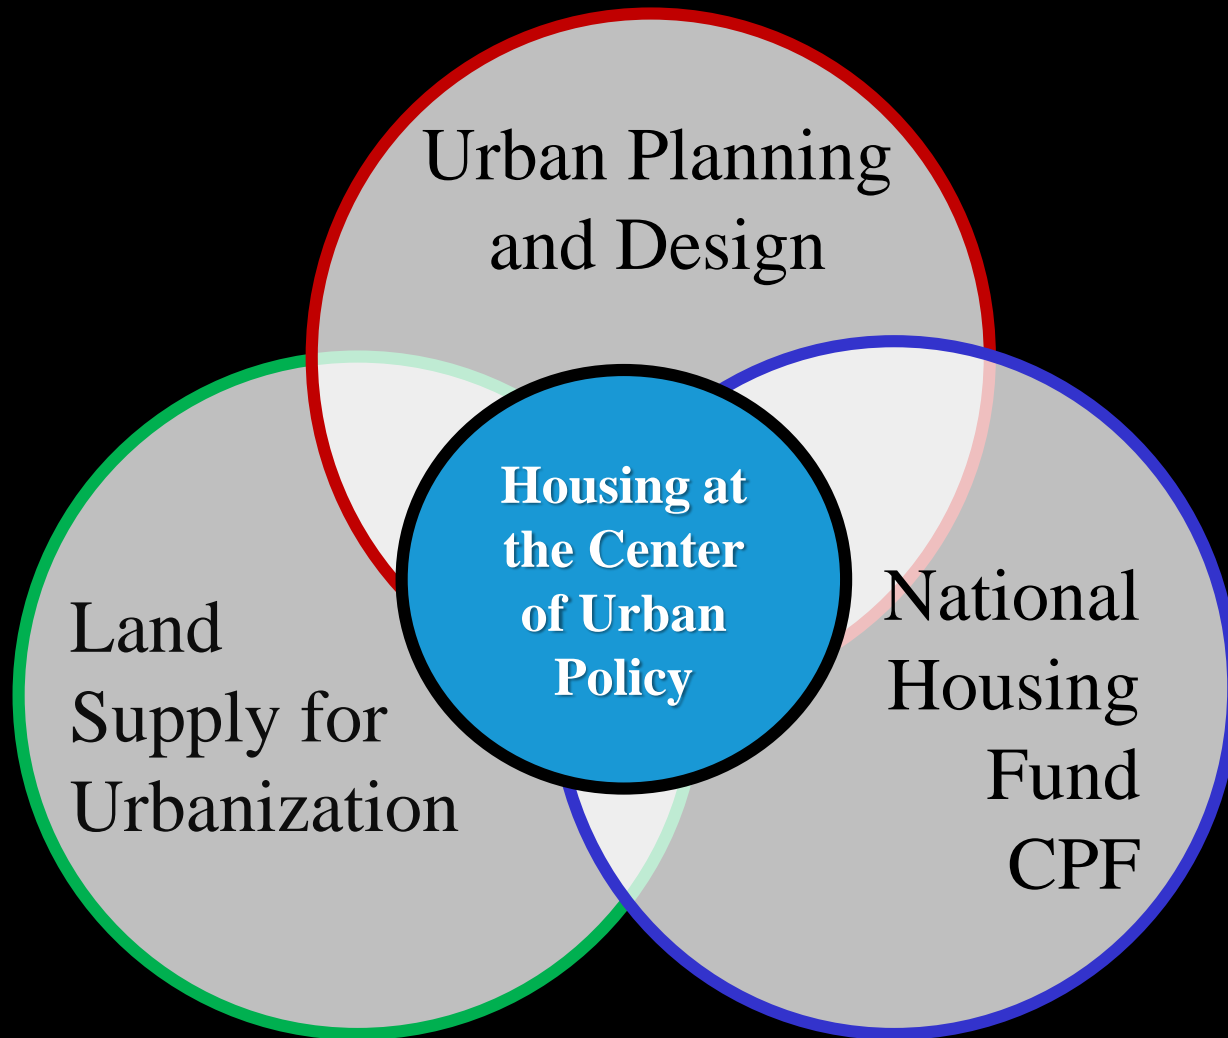 Urban Planning
and Design
Housing at
the Center
of Urban
Policy
Land
Supply for
Urbanization
National
Housing
Fund
CPF